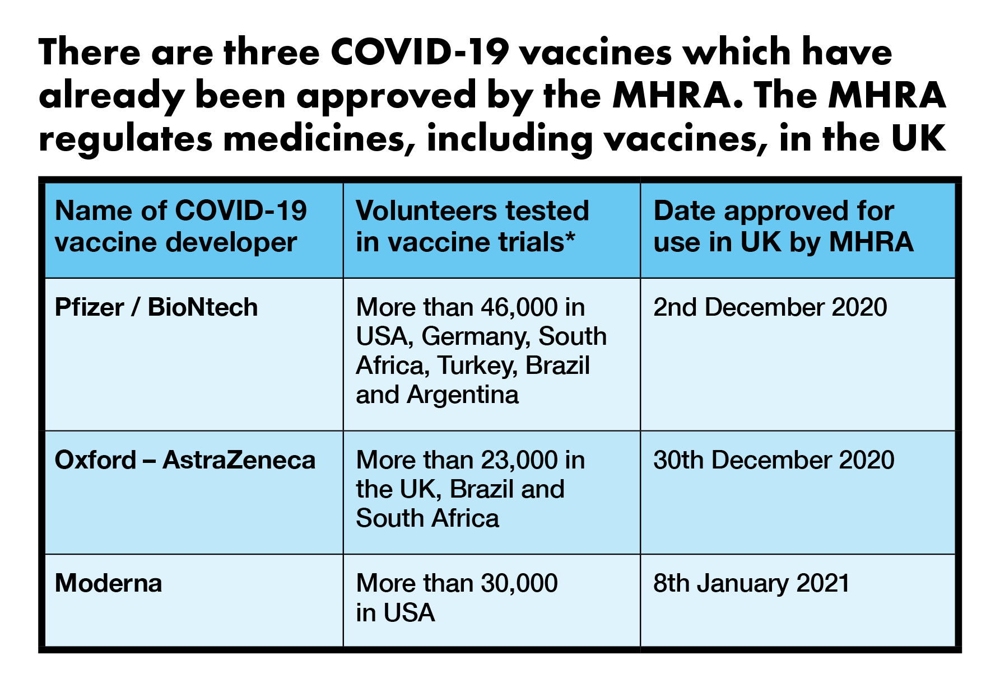 There are three COVID-19 vaccines which have
already been approved by the MHRA. The MHRA
regulates medicines, including vaccines, in the UK
Name of COVID-19
vaccine developer
Volunteers tested
in vaccine trials*
Date approved for
use in UK by MHRA
Pfizer / BioNtech
More than 46,000 in
USA, Germany, South
Africa, Turkey, Brazil
and Argentina
2nd December 2020
Oxford – AstraZeneca
More than 23,000 in
the UK, Brazil and
South Africa
30th December 2020
Moderna
More than 30,000
in USA
8th January 2021